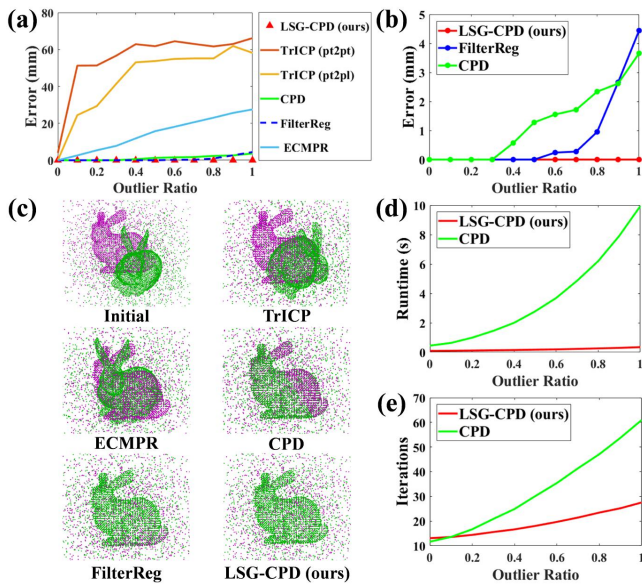 (a)
Error (mm)
80
60
40
20
0
0 0.2 0.4 0.6 0.8 1
Outlier Ratio
LSG-CPD (ours)
TrICP (pt2pt)
TrICP (pt2pl)
CPD
FilterReg
ECMPR
(b)
Error (mm)
5
4
3
2
1
0
0 0.2 0.4 0.6 0.8 1
Outlier Ratio
LSG-CPD (ours)
FilterReg
CPD
(c)
Initial
TrICP
ECMPR
CPD
FilterReg
LSG-CPD (ours)
(d)
Runtime (s)
10
8
6
4
2
0
0 0.2 0.4 0.6 0.8 1
Outlier Ratio
LSG-CPD (ours)
CPD
(e)
Iterations
70
60
50
40
30
20
10
0 0.2 0.4 0.6 0.8 1
Outlier Ratio
LSG-CPD (ours)
CPD